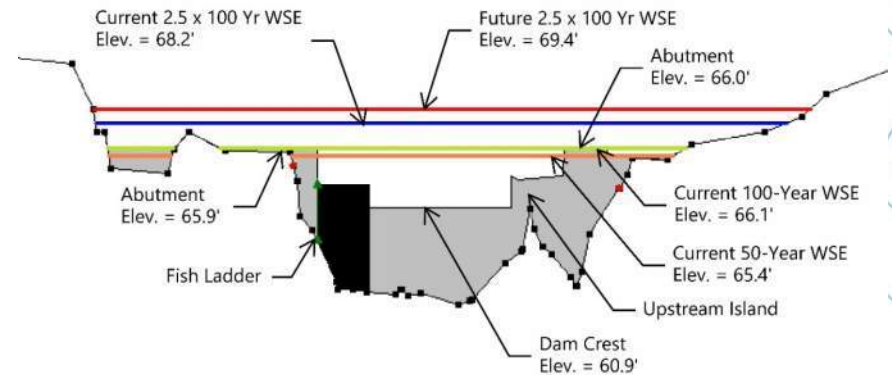 Current 2.5 x 100 Yr WSE
Elev. = 68.2'
Future 2.5 x 100 Yr WSE
Elev. = 69.4'
Abutment
Elev. = 66.0'
Abutment
Elev. = 65.9'
Current 100-Year WSE
Elev. = 66.1'
Fish Ladder
Current 50-Year WSE
Elev. = 65.4'
Upstream Island
Dam Crest
Elev. = 60.9'